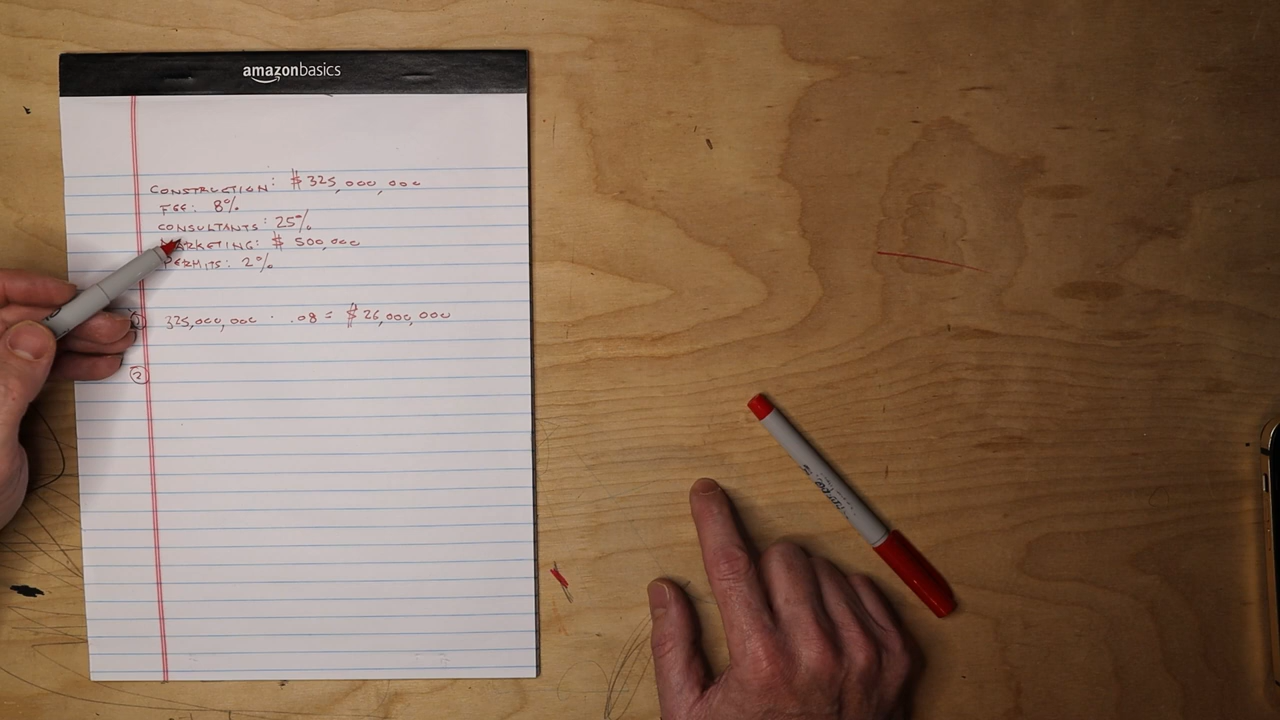 amazonbasics
CONSTRUCTION: $325,000,000
FEE: 8%
CONSULTANTS: 25%
MARKETING: $ 500,000
PERMITS: 2%
① 325,000,000 · .08 = $26,000,000
②